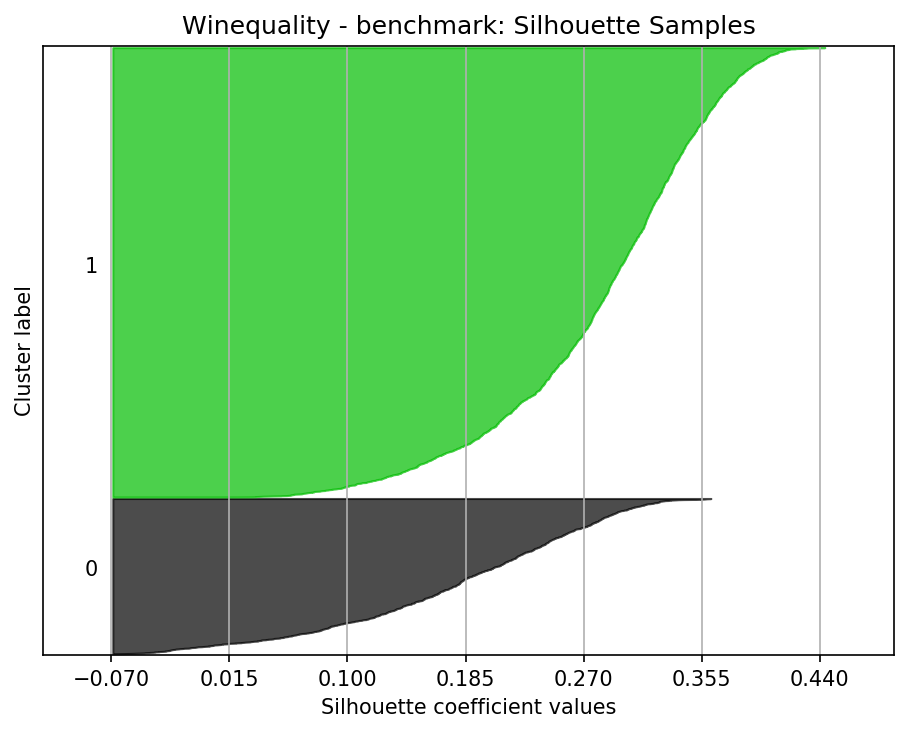 Winequality - benchmark: Silhouette Samples
Cluster label
1
0
−0.070 0.015 0.100 0.185 0.270 0.355 0.440
Silhouette coefficient values